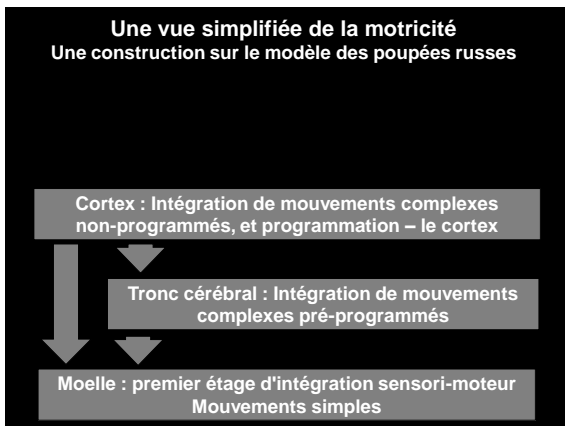 Une vue simplifiée de la motricité
Une construction sur le modèle des poupées russes
Cortex : Intégration de mouvements complexes
non-programmés, et programmation – le cortex
Tronc cérébral : Intégration de mouvements
complexes pré-programmés
Moelle : premier étage d'intégration sensori-moteur
Mouvements simples